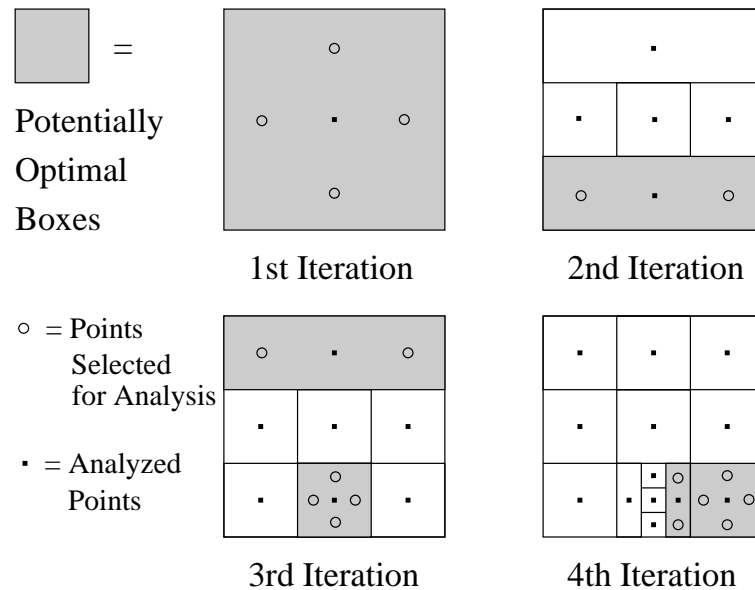 =
Potentially
Optimal
Boxes
1st Iteration
2nd Iteration
= Points
Selected
for Analysis
= Analyzed
Points
3rd Iteration
4th Iteration